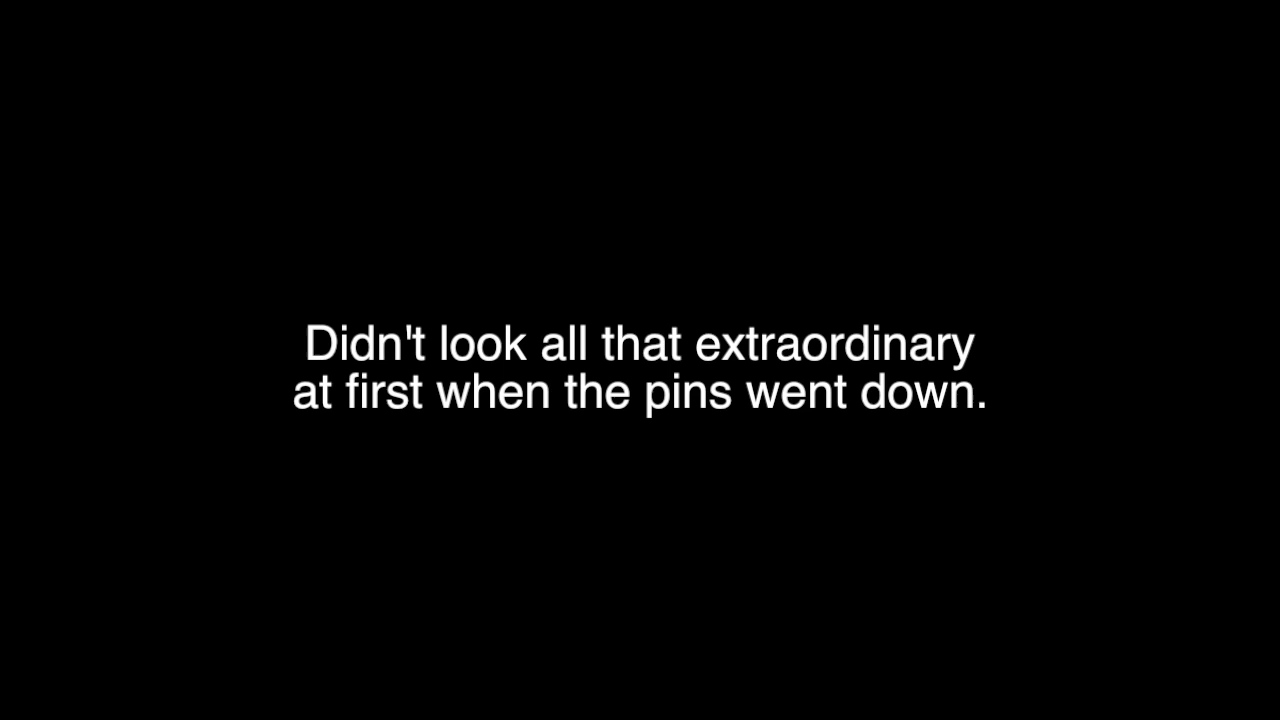 Didn't look all that extraordinary
at first when the pins went down.